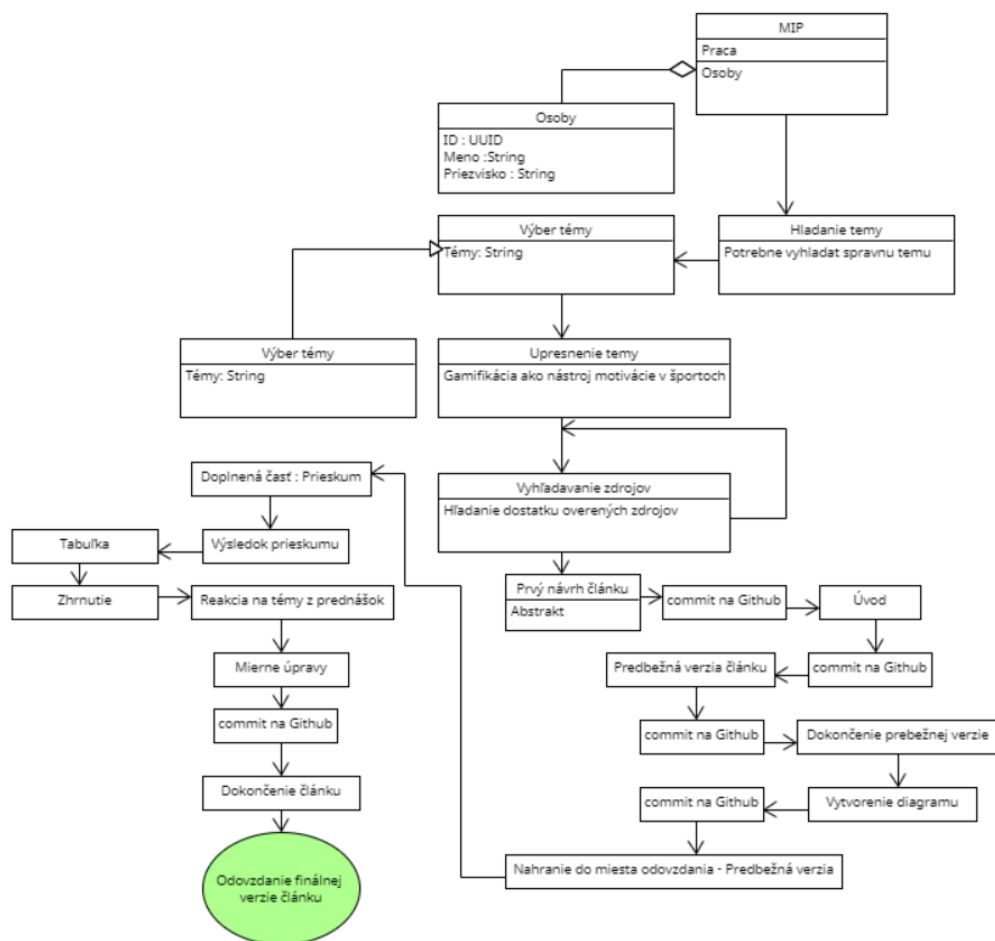 MIP
Praca
Osoby
Osoby
ID : UUID
Meno :String
Priezvisko : String
Výber témy
Témy: String
Hladanie temy
Potrebne vyhladat spravnu temu
Výber témy
Témy: String
Upresnenie temy
Gamifikácia ako nástroj motivácie v športoch
Vyhľadavanie zdrojov
Hľadanie dostatku overených zdrojov
Prvý návrh článku
Abstrakt
commit na Github
Úvod
commit na Github
Predbežná verzia článku
commit na Github
Dokončenie prebežnej verzie
Vytvorenie diagramu
commit na Github
Nahranie do miesta odovzdania - Predbežná verzia
Doplnená časť : Prieskum
Výsledok prieskumu
Tabuľka
Zhrnutie
Reakcia na témy z prednášok
Mierne úpravy
commit na Github
Dokončenie článku
Odovzdanie finálnej
verzie článku